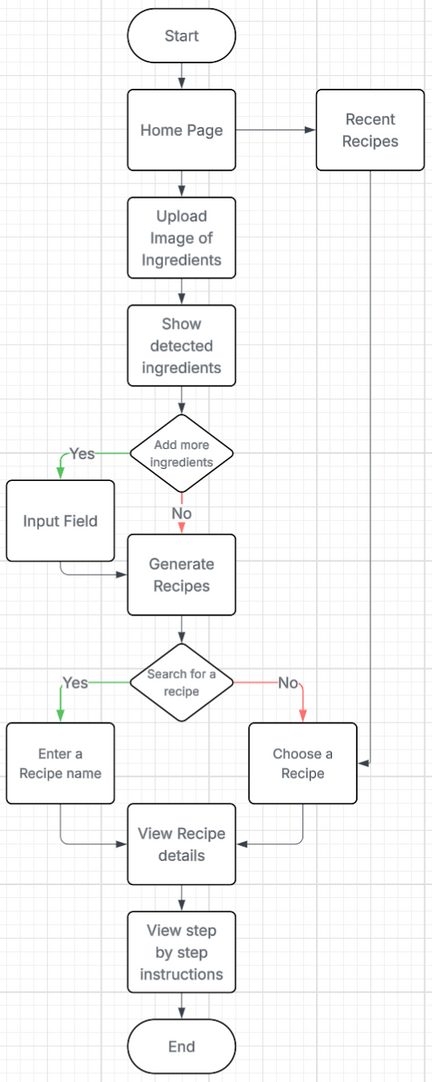 Start
Home Page
Recent
Recipes
Upload
Image of
Ingredients
Show
detected
ingredients
Add more
ingredients
Yes
Input Field
No
Generate
Recipes
Search for a
recipe
Yes
No
Enter a
Recipe name
Choose a
Recipe
View Recipe
details
View step
by step
instructions
End